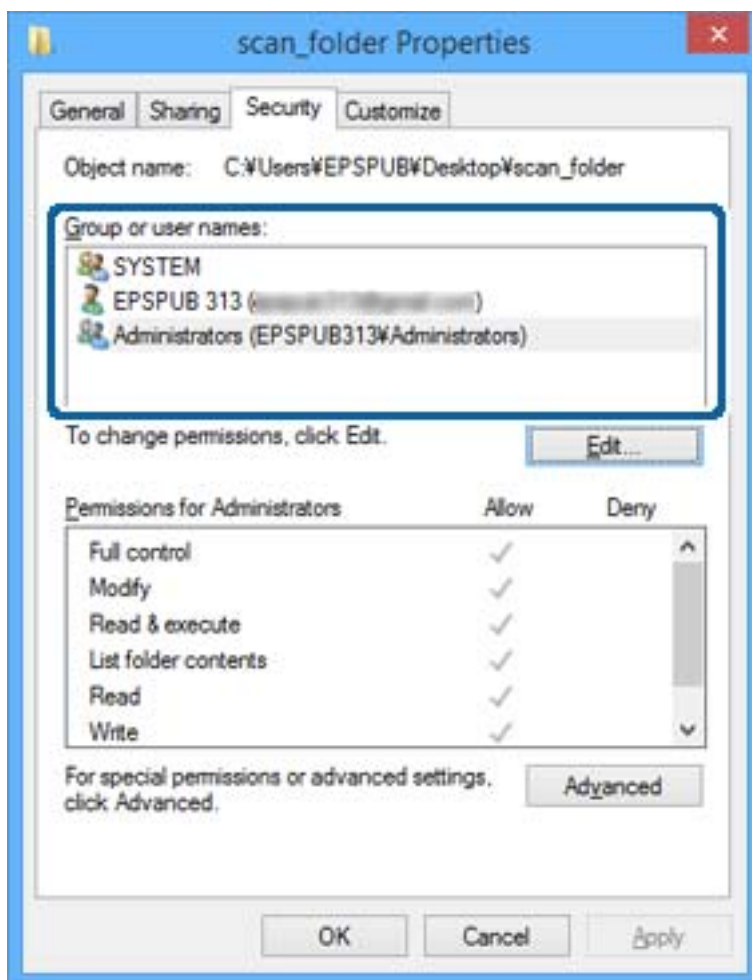 scan_folder Properties
General Sharing Security Customize
Object name: C:¥Users¥EPSPUB¥Desktop¥scan_folder
Group or user names:
SYSTEM
EPSPUB 313 ( )
Administrators (EPSPUB313¥Administrators)
To change permissions, click Edit.
Edit...
Permissions for Administrators Allow Deny
Full control
Modify
Read & execute
List folder contents
Read
Write
For special permissions or advanced settings,
click Advanced.
Advanced
OK Cancel Apply